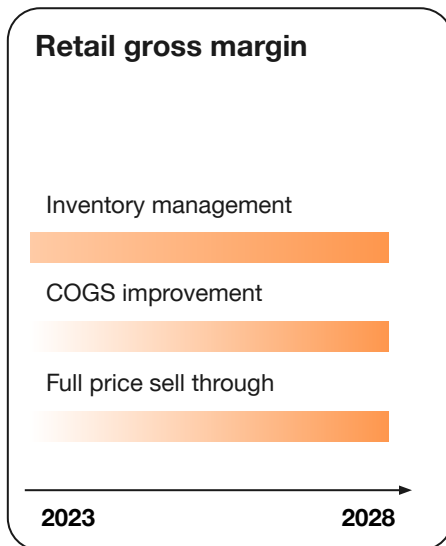 Retail gross margin
Inventory management
COGS improvement
Full price sell through
2023 2028